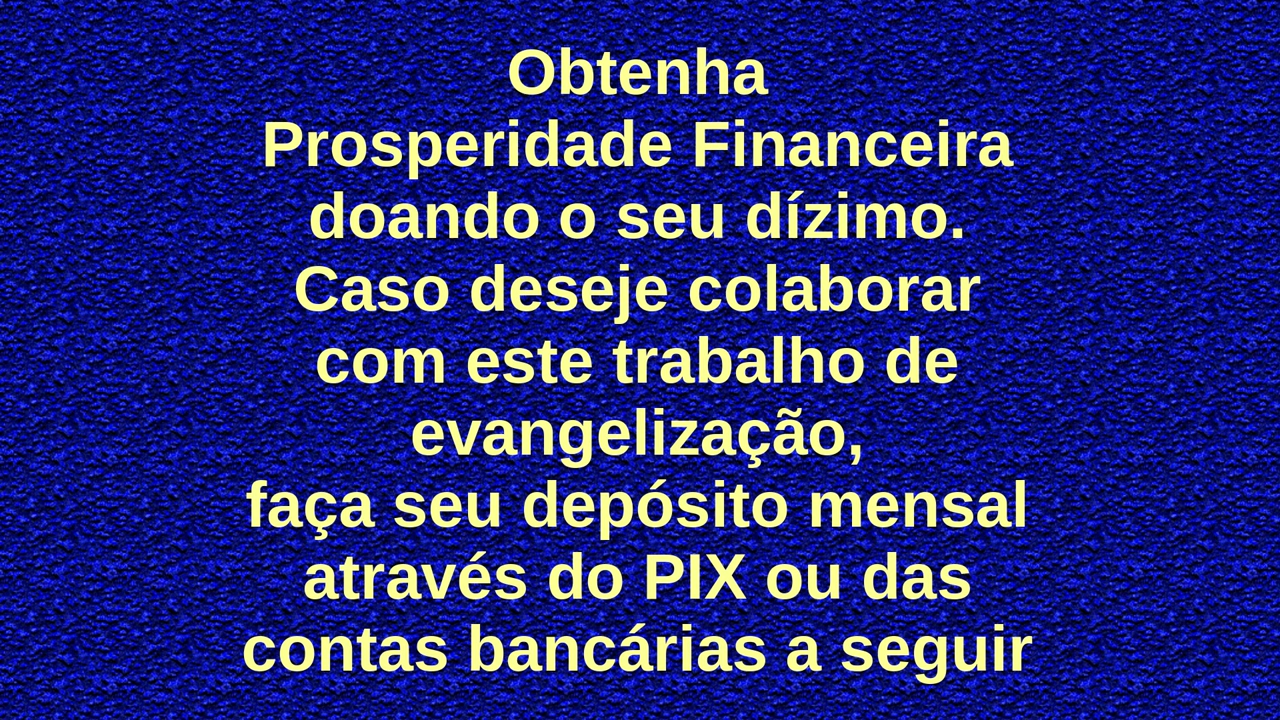 Obtenha
Prosperidade Financeira
doando o seu dízimo.
Caso deseje colaborar
com este trabalho de
evangelização,
faça seu depósito mensal
através do PIX ou das
contas bancárias a seguir